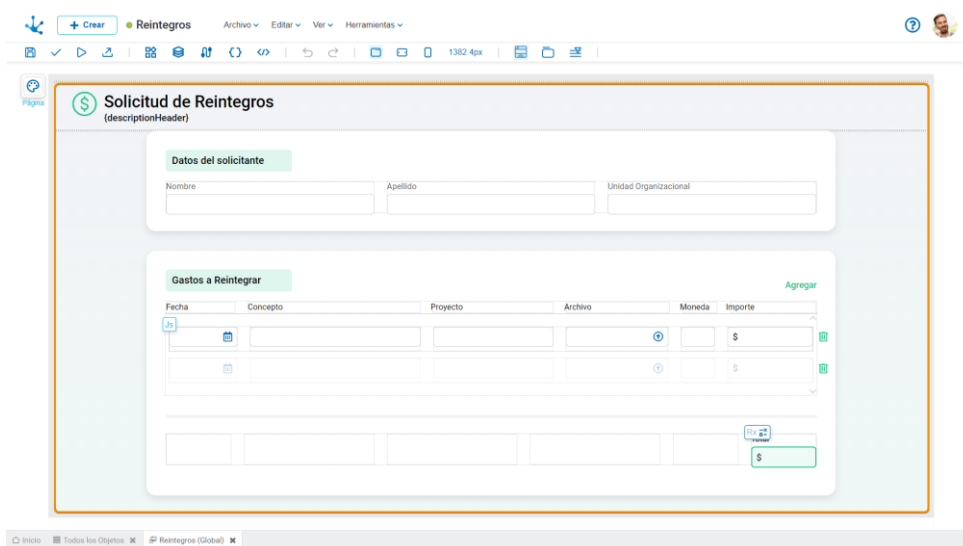 + Crear
Reintegros
Archivo Editar Ver Herramientas
?
1382.4px
Página
$ Solicitud de Reintegros
{descriptionHeader}
Datos del solicitante
Nombre Apellido Unidad Organizacional
Gastos a Reintegrar
Agregar
Fecha Concepto Proyecto Archivo Moneda Importe
Js
$
$
Rx
Total
$
Inicio Todos los Objetos Reintegros (Global)